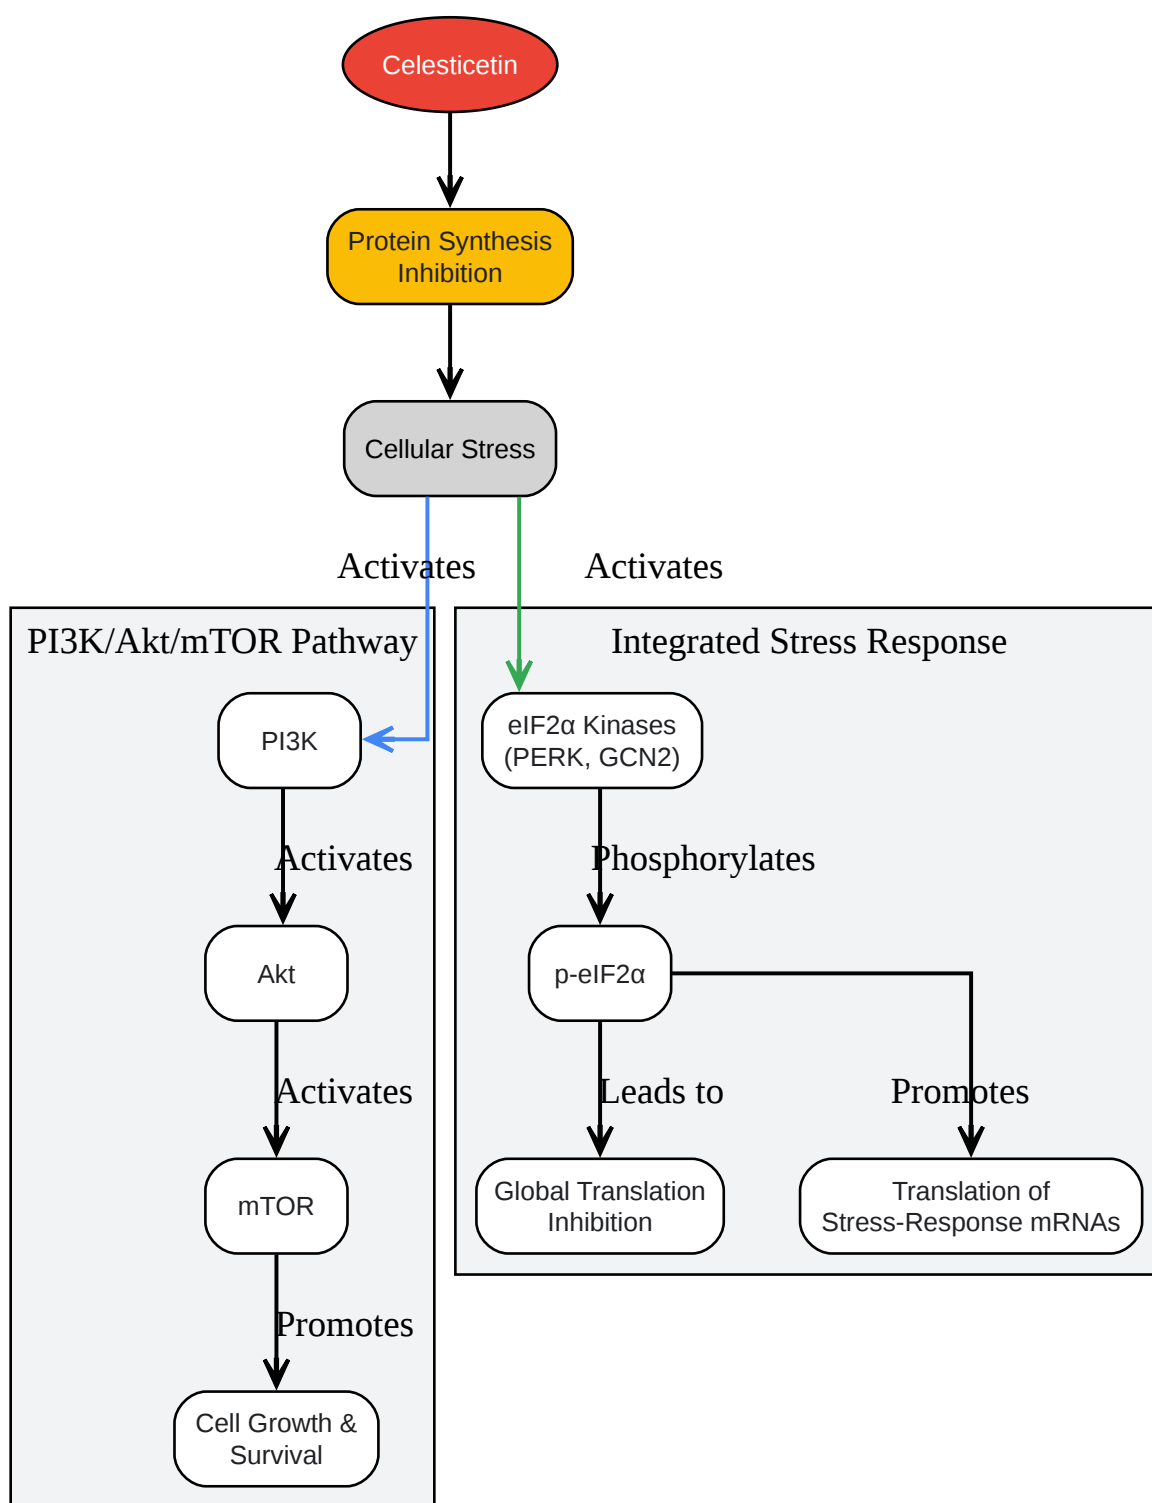 Celesticetin
Protein Synthesis
Inhibition
Cellular Stress
Activates
Activates
PI3K/Akt/mTOR Pathway
Integrated Stress Response
PI3K
eIF2α Kinases
(PERK, GCN2)
Activates
Phosphorylates
Akt
p-eIF2α
Activates
Leads to
Promotes
mTOR
Global Translation
Inhibition
Translation of
Stress-Response mRNAs
Promotes
Cell Growth &
Survival